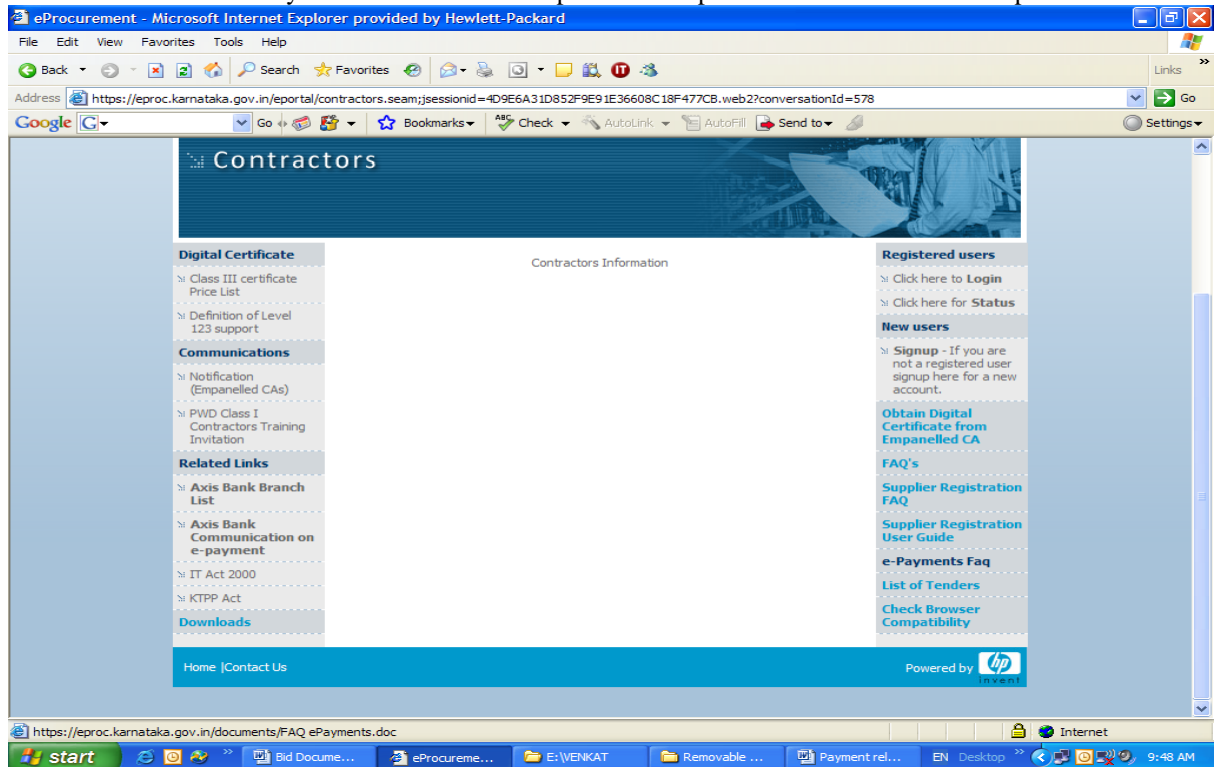 eProcurement - Microsoft Internet Explorer provided by Hewlett-Packard
File Edit View Favorites Tools Help
Back Search Favorites Links
Address https://eproc.karnataka.gov.in/eportal/contractors.seam;jsessionid=4D9E6A31D852F9E91E36608C18F477CB.web2?conversationId=578 Go
Google G Go Bookmarks ABC Check AutoLink AutoFill Send to Settings
Contractors
Digital Certificate
Class III certificate
Price List
Definition of Level
123 support
Communications
Notification
(Empanelled CAs)
PWD Class I
Contractors Training
Invitation
Related Links
Axis Bank Branch
List
Axis Bank
Communication on
e-payment
IT Act 2000
KTPP Act
Downloads
Contractors Information
Registered users
Click here to Login
Click here for Status
New users
Signup - If you are
not a registered user
signup here for a new
account.
Obtain Digital
Certificate from
Empanelled CA
FAQ's
Supplier Registration
FAQ
Supplier Registration
User Guide
e-Payments Faq
List of Tenders
Check Browser
Compatibility
Home |Contact Us
Powered by hp
invent
https://eproc.karnataka.gov.in/documents/FAQ ePayments.doc Internet
start Bid Docume... eProcureme... E:\VENKAT Removable ... Payment rel... EN Desktop 9:48 AM